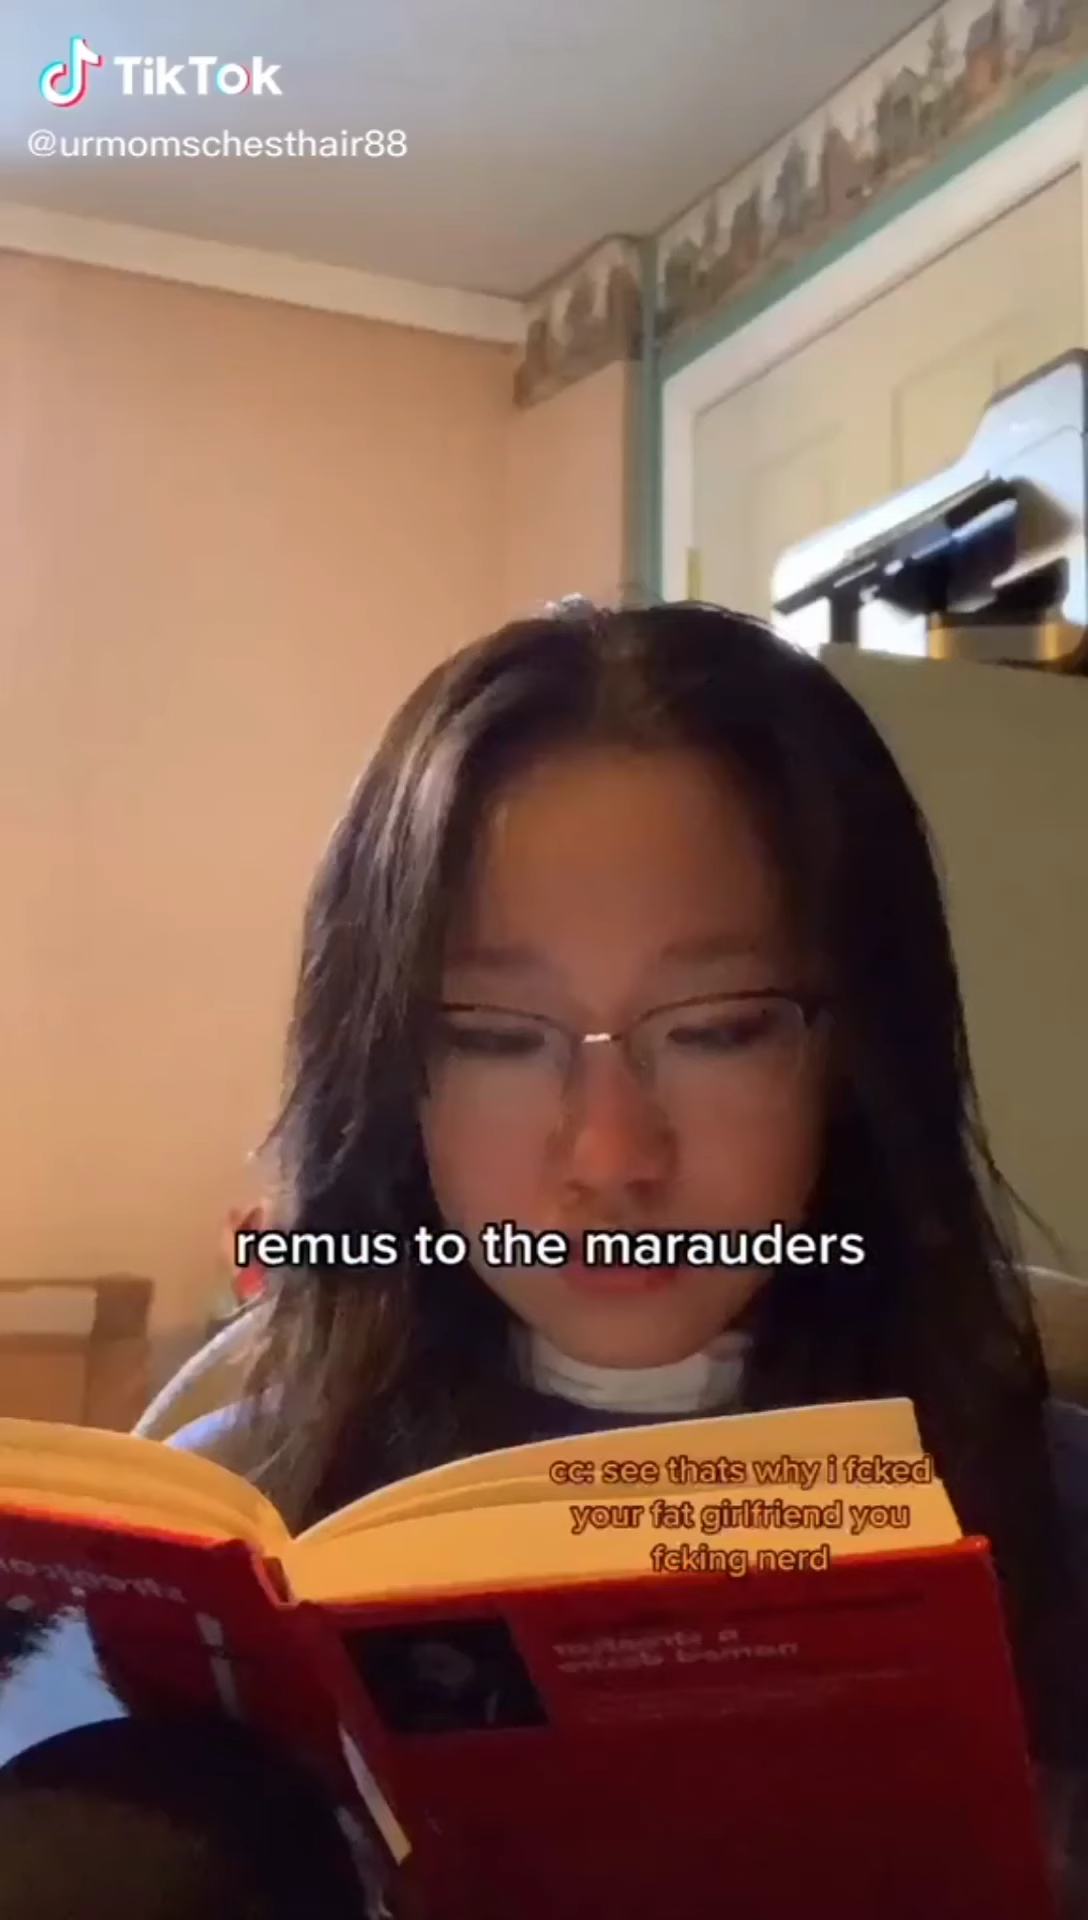 TikTok
@urmomschesthair88
remus to the marauders
cc: see thats why i fcked
your fat girlfriend you
fcking nerd